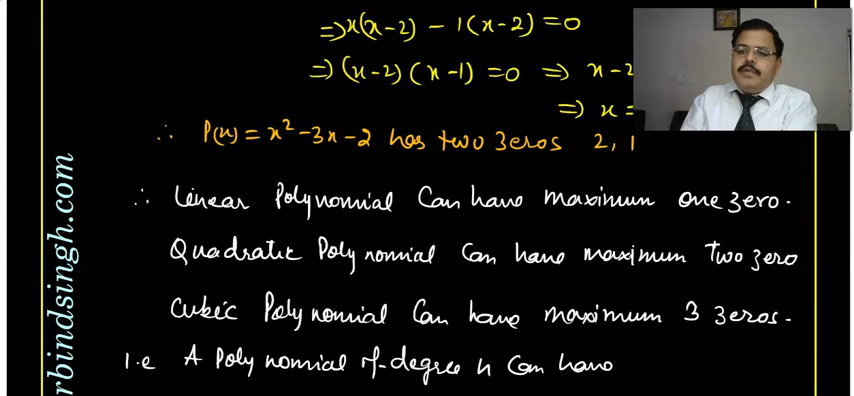 ⇒ x(x-2) - 1(x-2) = 0
⇒ (x-2)(x-1) = 0 ⇒ x-2
⇒ x =
∴ P(x) = x² - 3x - 2 has two zeros 2, 1
∴ Linear Polynomial Can have maximum one zero.
Quadratic Polynomial Can have maximum Two zero
Cubic Polynomial Can have maximum 3 zeros.
i.e A Polynomial of degree n Can have
rbindsingh.com